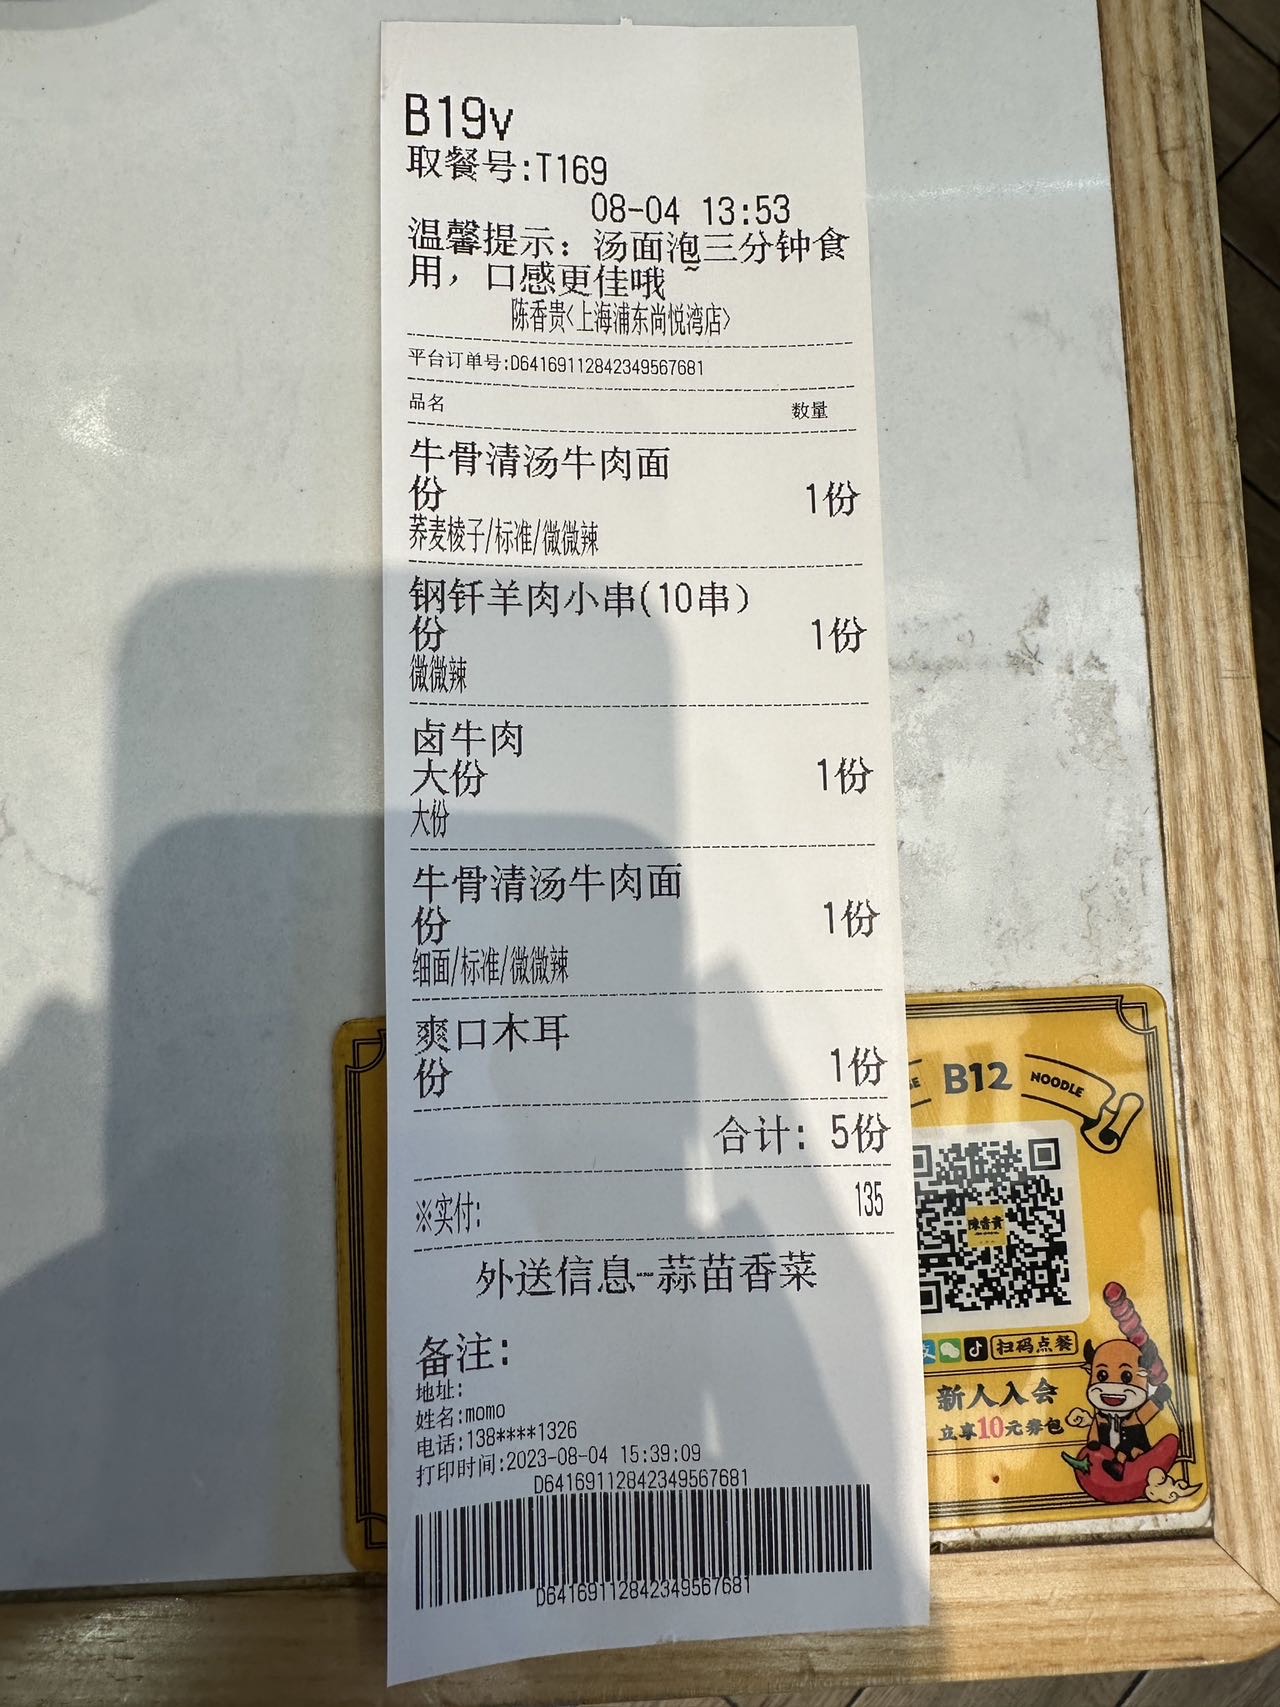 B19v
取餐号:T169
08-04 13:53
温馨提示：汤面泡三分钟食
用，口感更佳哦~
陈香贵<上海浦东尚悦湾店>
平台订单号:D641691128423495​67681
品名 数量
牛骨清汤牛肉面
份 1份
荞麦棱子/标准/微微辣
钢钎羊肉小串(10串）
份 1份
微微辣
卤牛肉
大份 1份
大份
牛骨清汤牛肉面
份 1份
细面/标准/微微辣
爽口木耳
份 1份
合计：5份
※实付: 135
外送信息--蒜苗香菜
备注:
地址:
姓名:momo
电话:138****1326
打印时间:2023-08-04 15:39:09
D64169112842349567681
D64169112842349567681
B12
NOODLE
陈香贵
支
扫码点餐
新人入会
立享10元券包